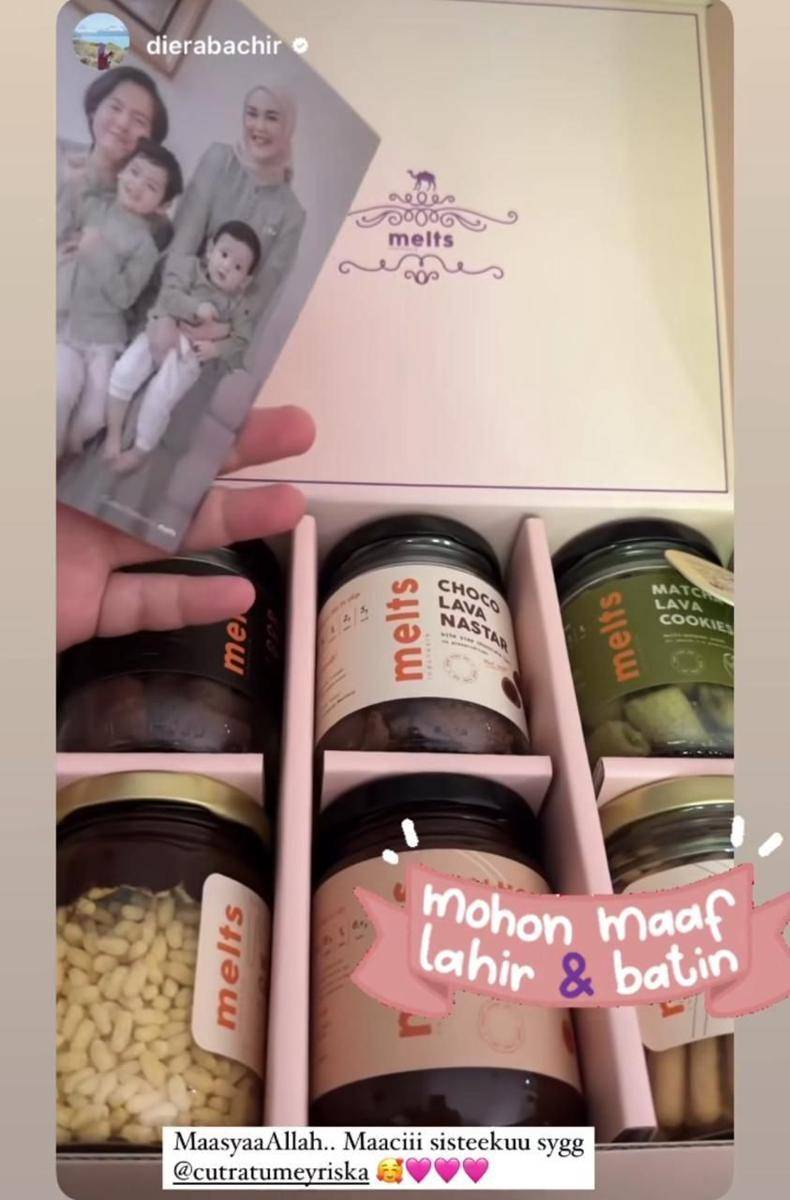 dierabachir
melts
melts
CHOCO
LAVA
NASTAR
melts
MATCHA
LAVA
COOKIES
melts
mohon maaf
lahir & batin
MaasyaaAllah.. Maaciii sisteekuu sygg
@cutratumeyriska 🥰💗💗💗